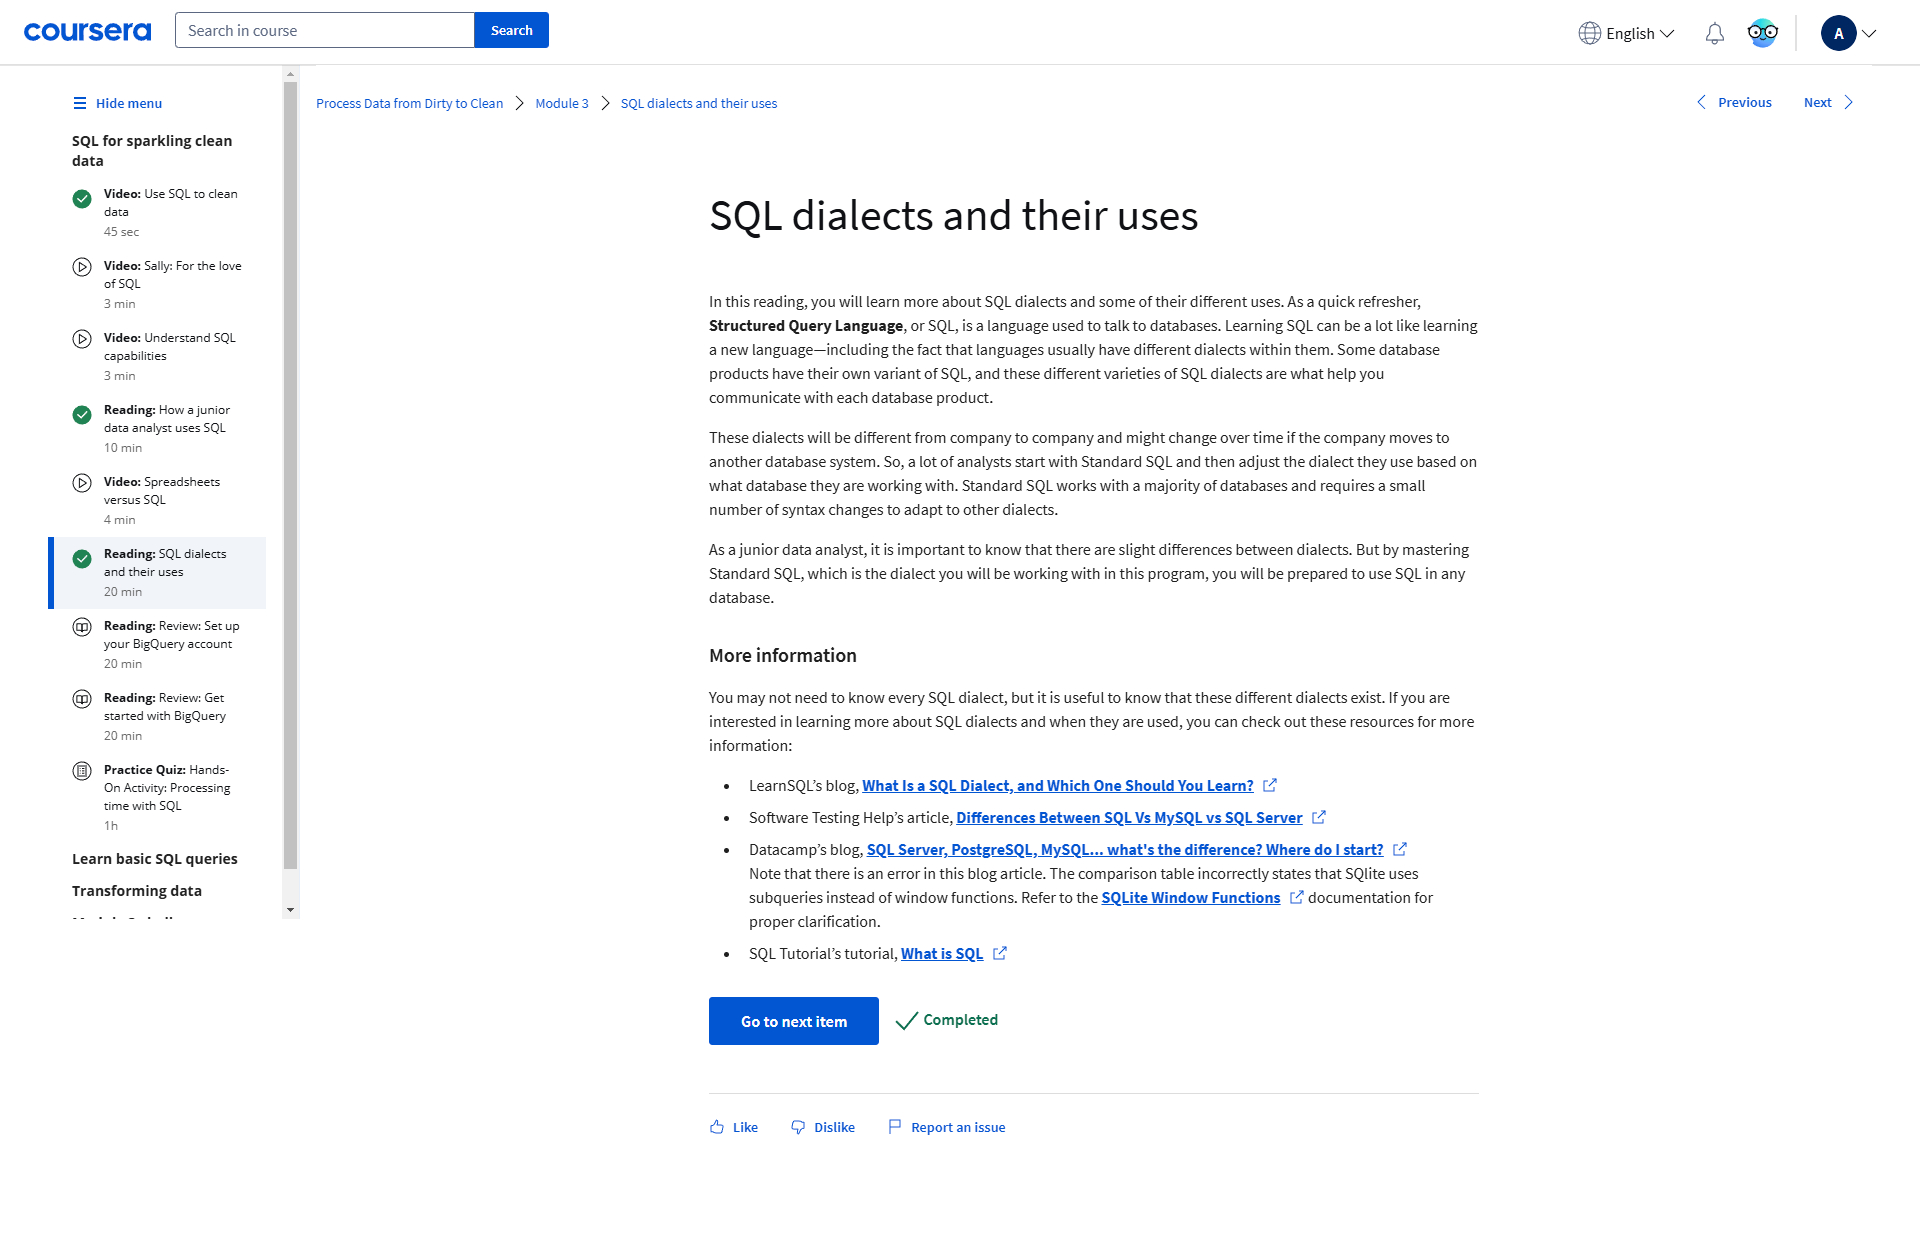 coursera
Search in course
Search
English
A
Hide menu
SQL for sparkling clean
data
Video: Use SQL to clean
data
45 sec
Video: Sally: For the love
of SQL
3 min
Video: Understand SQL
capabilities
3 min
Reading: How a junior
data analyst uses SQL
10 min
Video: Spreadsheets
versus SQL
4 min
Reading: SQL dialects
and their uses
20 min
Reading: Review: Set up
your BigQuery account
20 min
Reading: Review: Get
started with BigQuery
20 min
Practice Quiz: Hands-
On Activity: Processing
time with SQL
1h
Learn basic SQL queries
Transforming data
Process Data from Dirty to Clean
Module 3
SQL dialects and their uses
Previous
Next
SQL dialects and their uses
In this reading, you will learn more about SQL dialects and some of their different uses. As a quick refresher,
Structured Query Language, or SQL, is a language used to talk to databases. Learning SQL can be a lot like learning
a new language—including the fact that languages usually have different dialects within them. Some database
products have their own variant of SQL, and these different varieties of SQL dialects are what help you
communicate with each database product.
These dialects will be different from company to company and might change over time if the company moves to
another database system. So, a lot of analysts start with Standard SQL and then adjust the dialect they use based on
what database they are working with. Standard SQL works with a majority of databases and requires a small
number of syntax changes to adapt to other dialects.
As a junior data analyst, it is important to know that there are slight differences between dialects. But by mastering
Standard SQL, which is the dialect you will be working with in this program, you will be prepared to use SQL in any
database.
More information
You may not need to know every SQL dialect, but it is useful to know that these different dialects exist. If you are
interested in learning more about SQL dialects and when they are used, you can check out these resources for more
information:
• LearnSQL’s blog, What Is a SQL Dialect, and Which One Should You Learn?
• Software Testing Help’s article, Differences Between SQL Vs MySQL vs SQL Server
• Datacamp’s blog, SQL Server, PostgreSQL, MySQL... what's the difference? Where do I start?
Note that there is an error in this blog article. The comparison table incorrectly states that SQlite uses
subqueries instead of window functions. Refer to the SQLite Window Functions documentation for
proper clarification.
• SQL Tutorial’s tutorial, What is SQL
Go to next item
Completed
Like
Dislike
Report an issue